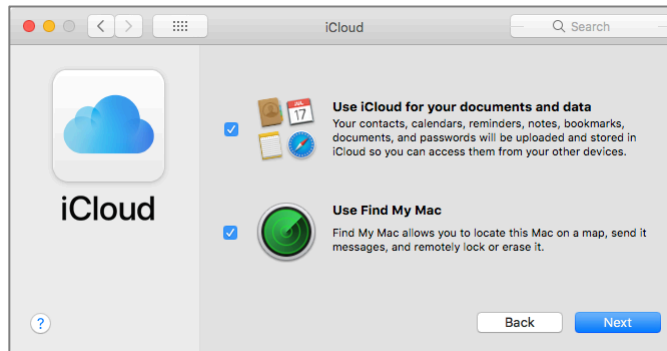 iCloud
Search
17
Use iCloud for your documents and data
Your contacts, calendars, reminders, notes, bookmarks,
documents, and passwords will be uploaded and stored in
iCloud so you can access them from your other devices.
iCloud
Use Find My Mac
Find My Mac allows you to locate this Mac on a map, send it
messages, and remotely lock or erase it.
?
Back
Next